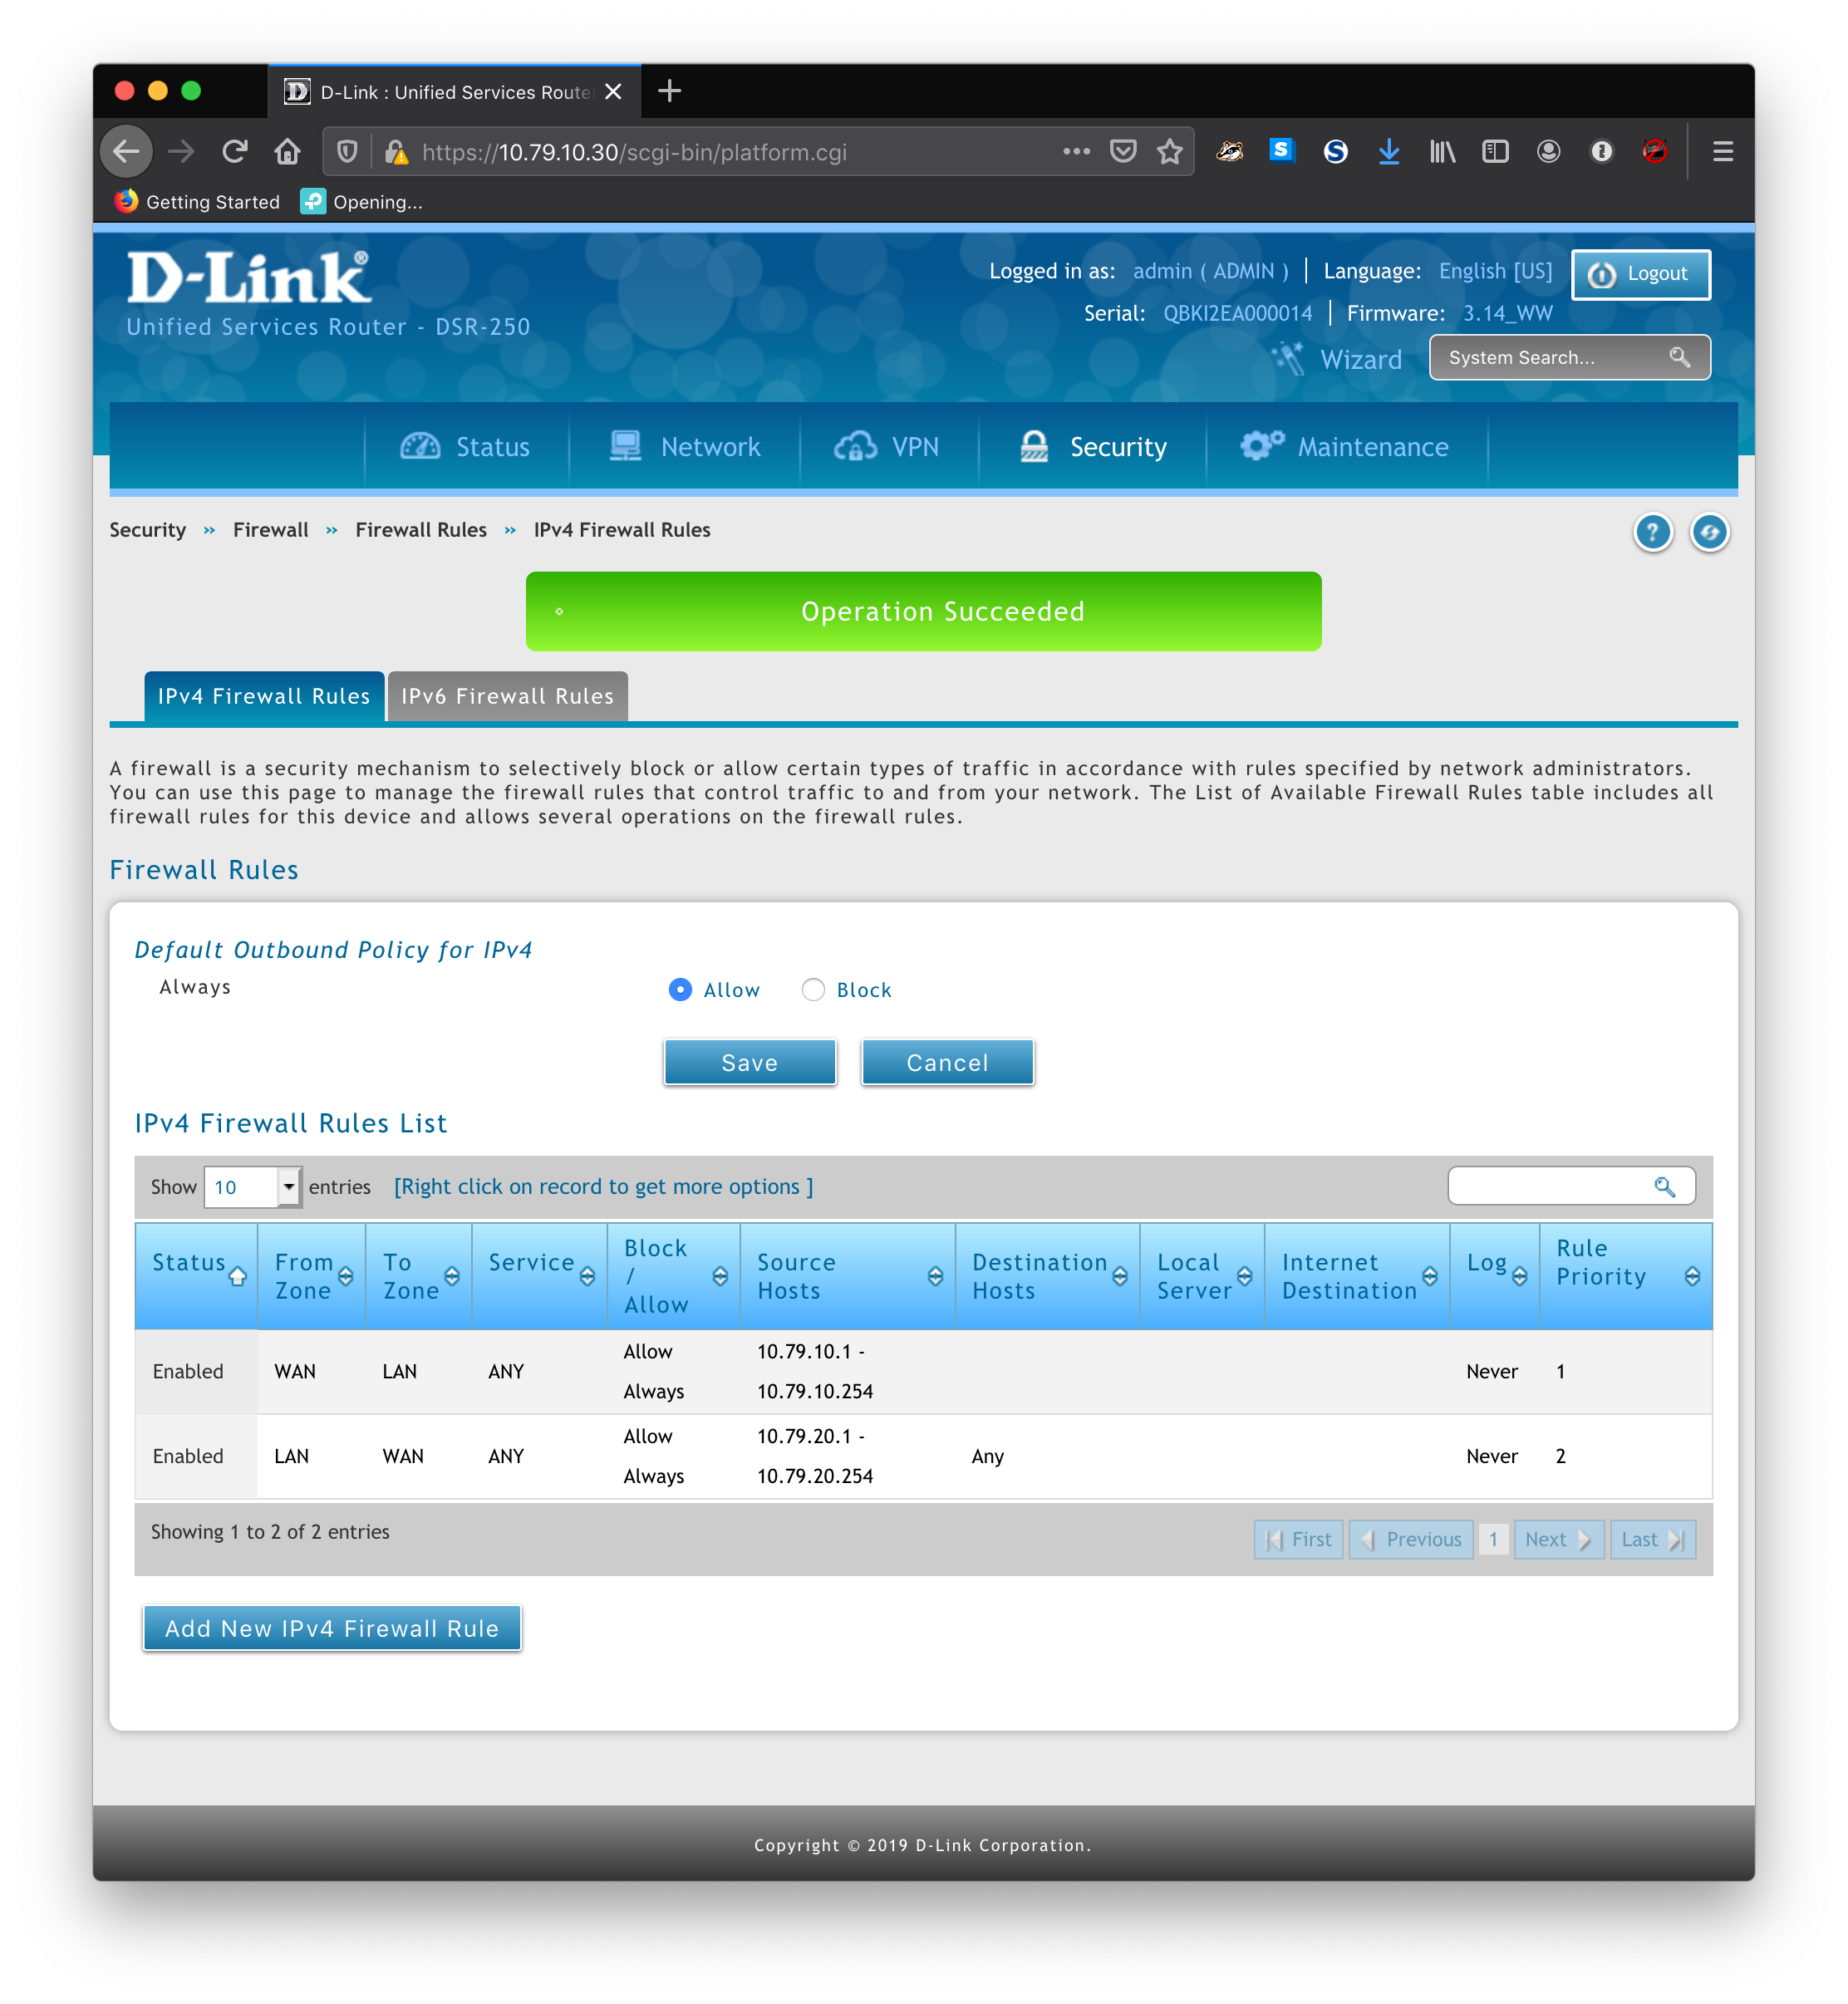 D-Link : Unified Services Route
https://10.79.10.30/scgi-bin/platform.cgi
Getting Started Opening...
D-Link®
Unified Services Router - DSR-250
Logged in as: admin ( ADMIN ) | Language: English [US] Logout
Serial: QBKI2EA000014 | Firmware: 3.14_WW
Wizard System Search...
Status Network VPN Security Maintenance
Security » Firewall » Firewall Rules » IPv4 Firewall Rules
Operation Succeeded
IPv4 Firewall Rules IPv6 Firewall Rules
A firewall is a security mechanism to selectively block or allow certain types of traffic in accordance with rules specified by network administrators.
You can use this page to manage the firewall rules that control traffic to and from your network. The List of Available Firewall Rules table includes all
firewall rules for this device and allows several operations on the firewall rules.
Firewall Rules
Default Outbound Policy for IPv4
Always Allow Block
Save Cancel
IPv4 Firewall Rules List
Show 10 entries [Right click on record to get more options ]
Status From Zone To Zone Service Block / Allow Source Hosts Destination Hosts Local Server Internet Destination Log Rule Priority
Enabled WAN LAN ANY Allow Always 10.79.10.1 - 10.79.10.254 Never 1
Enabled LAN WAN ANY Allow Always 10.79.20.1 - 10.79.20.254 Any Never 2
Showing 1 to 2 of 2 entries First Previous 1 Next Last
Add New IPv4 Firewall Rule
Copyright © 2019 D-Link Corporation.